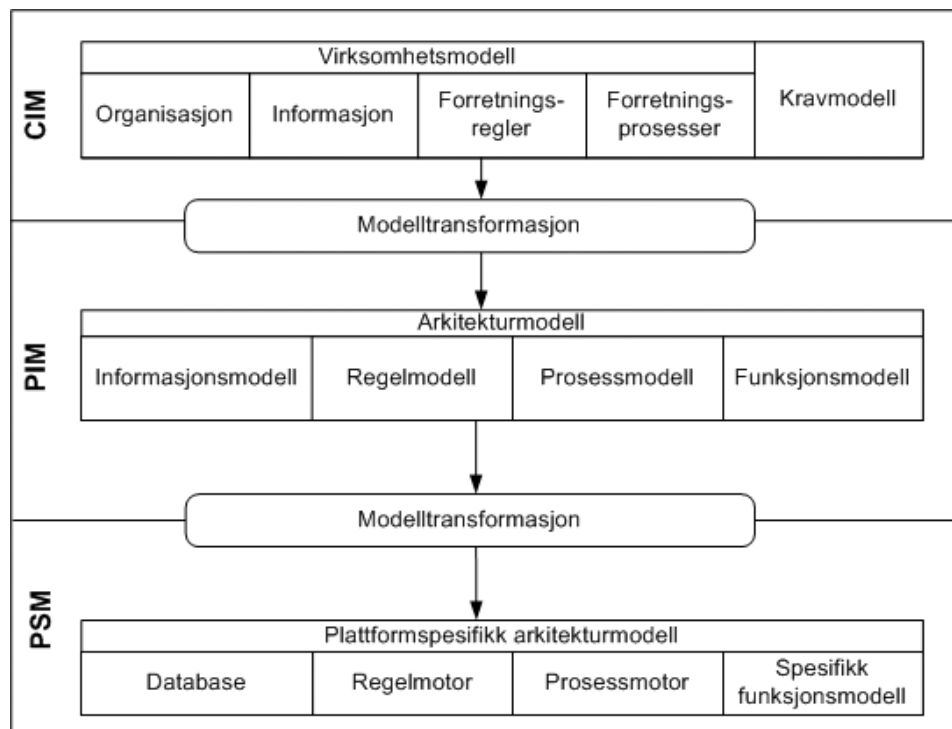 CIM
Virksomhetsmodell
Organisasjon
Informasjon
Forretnings-
regler
Forretnings-
prosesser
Kravmodell
Modelltransformasjon
PIM
Arkitekturmodell
Informasjonsmodell
Regelmodell
Prosessmodell
Funksjonsmodell
Modelltransformasjon
PSM
Plattformspesifikk arkitekturmodell
Database
Regelmotor
Prosessmotor
Spesifikk
funksjonsmodell